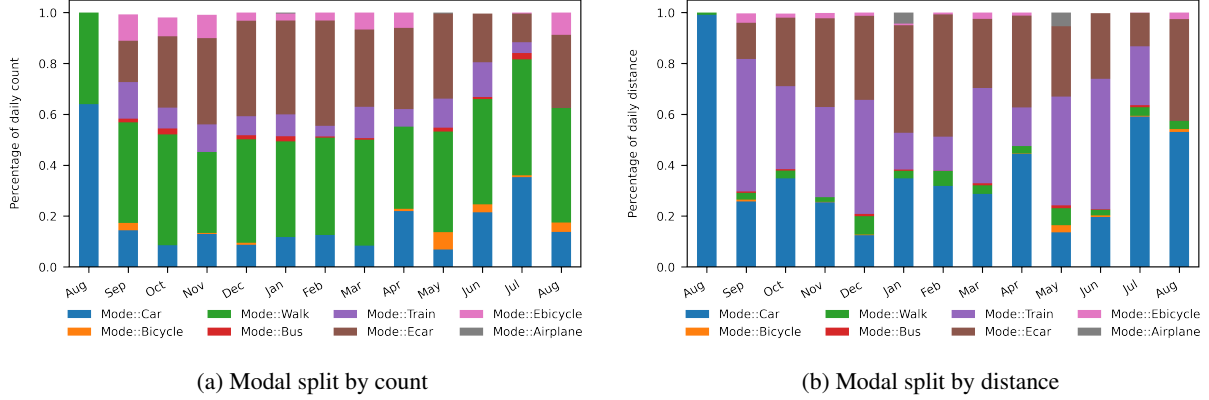 Percentage of daily count
1.0
0.8
0.6
0.4
0.2
0.0
Aug Sep Oct Nov Dec Jan Feb Mar Apr May Jun Jul Aug
Mode::Car Mode::Walk Mode::Train Mode::Ebicycle
Mode::Bicycle Mode::Bus Mode::Ecar Mode::Airplane
(a) Modal split by count
Percentage of daily distance
1.0
0.8
0.6
0.4
0.2
0.0
Aug Sep Oct Nov Dec Jan Feb Mar Apr May Jun Jul Aug
Mode::Car Mode::Walk Mode::Train Mode::Ebicycle
Mode::Bicycle Mode::Bus Mode::Ecar Mode::Airplane
(b) Modal split by distance